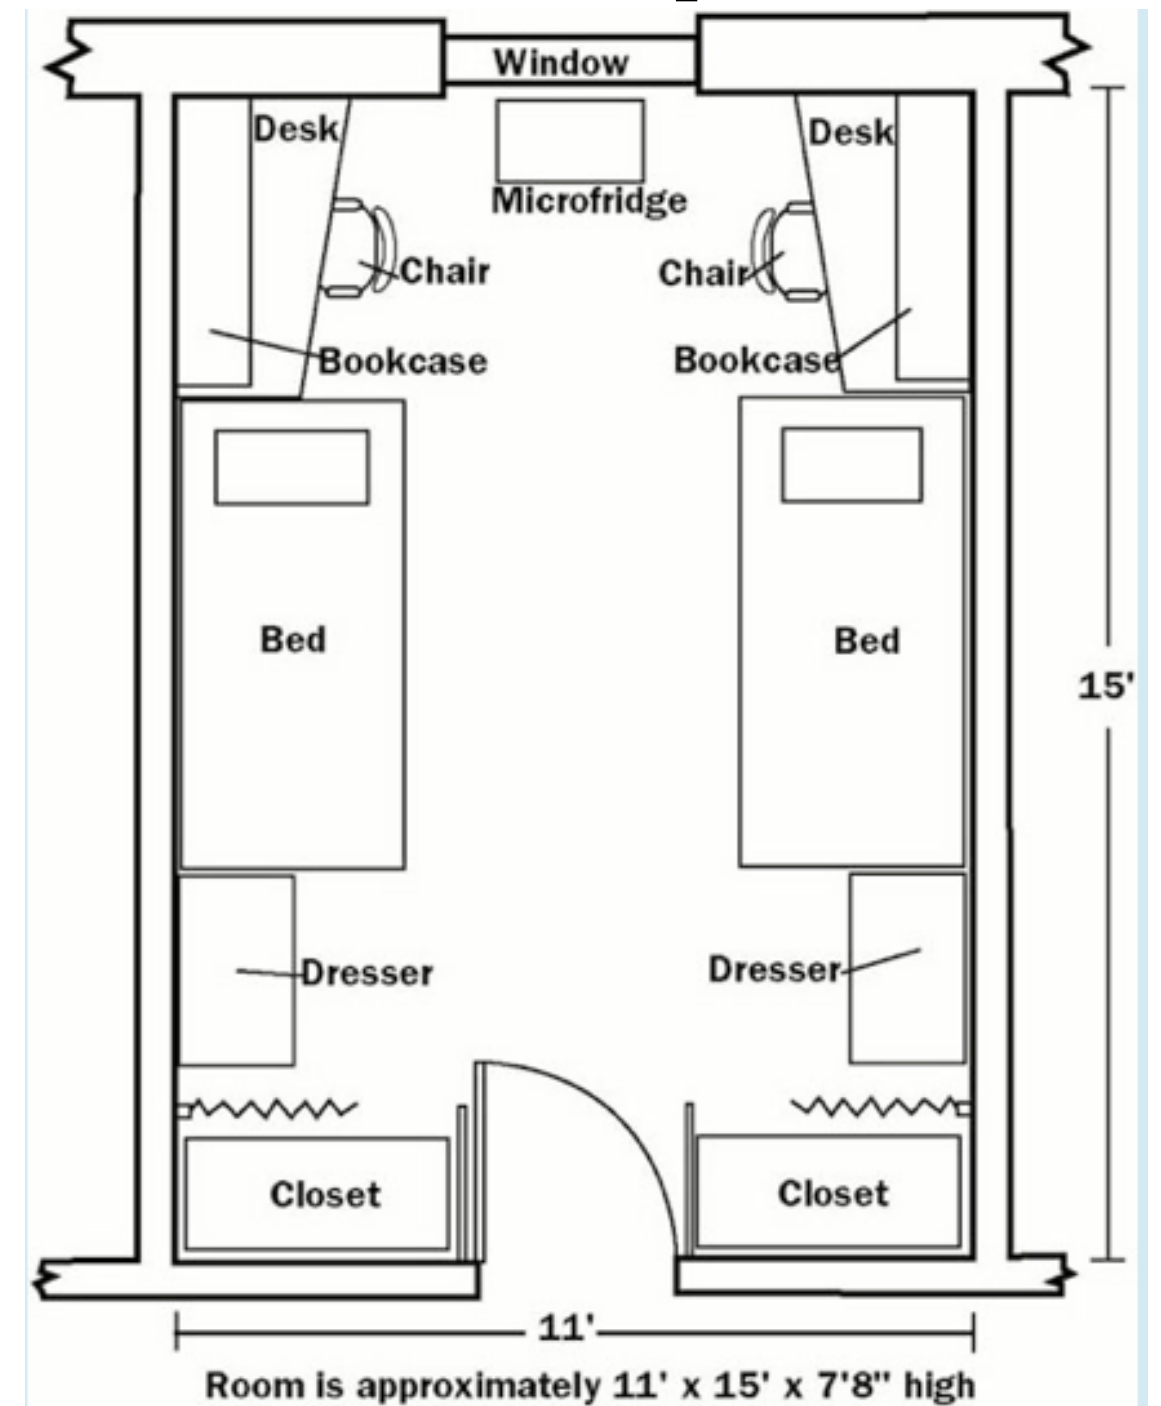 Window
Desk
Desk
Microfridge
Chair
Chair
Bookcase
Bookcase
Bed
Bed
15'
Dresser
Dresser
Closet
Closet
11'
Room is approximately 11' x 15' x 7'8" high